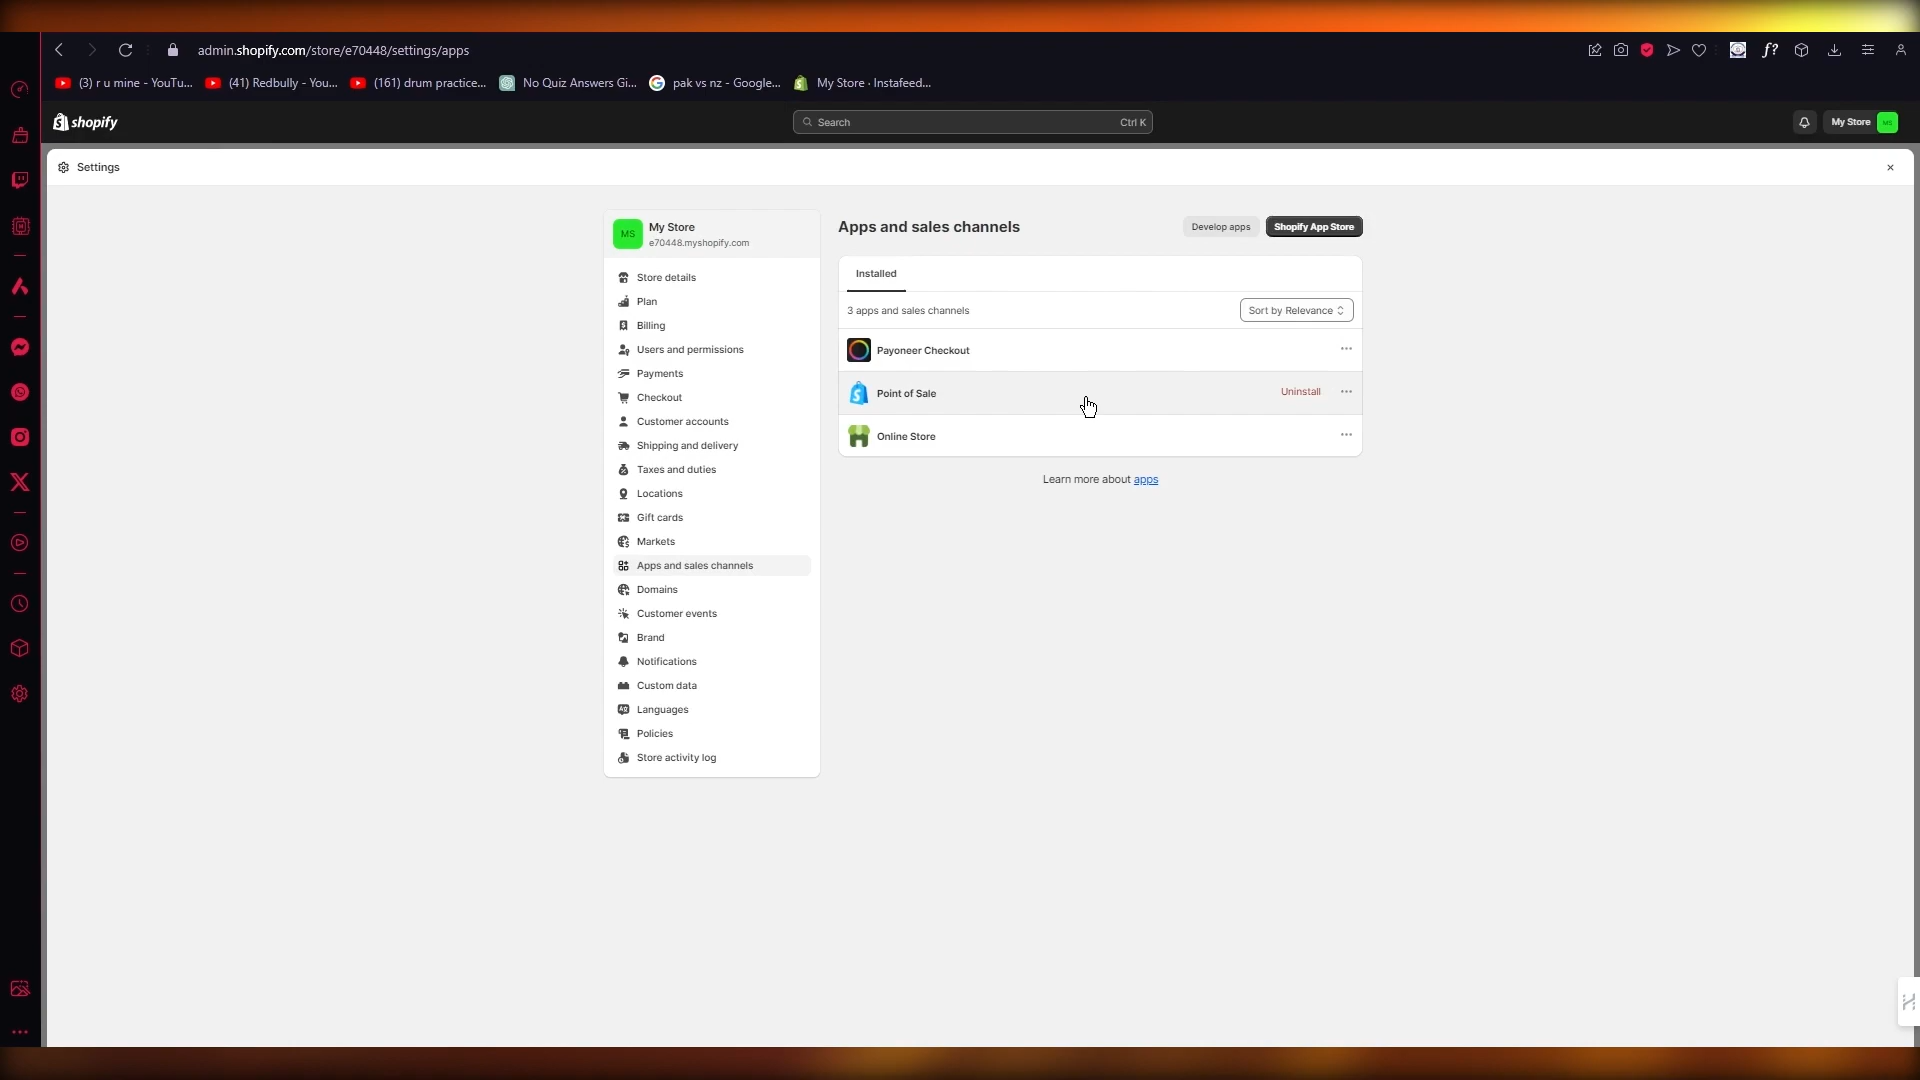 admin.shopify.com/store/e70448/settings/apps
f?
(3) r u mine - YouTu...
(41) Redbully - You...
(161) drum practice...
No Quiz Answers Gi...
pak vs nz - Google...
My Store · Instafeed...
shopify
Search
Ctrl K
My Store
MS
Settings
MS
My Store
e70448.myshopify.com
Store details
Plan
Billing
Users and permissions
Payments
Checkout
Customer accounts
Shipping and delivery
Taxes and duties
Locations
Gift cards
Markets
Apps and sales channels
Domains
Customer events
Brand
Notifications
Custom data
Languages
Policies
Store activity log
Apps and sales channels
Develop apps
Shopify App Store
Installed
3 apps and sales channels
Sort by Relevance
Payoneer Checkout
Point of Sale
Uninstall
Online Store
Learn more about apps